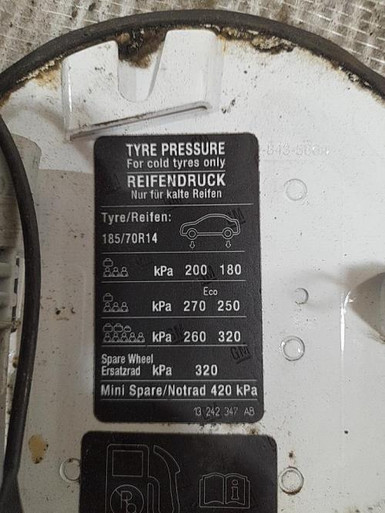 TYRE PRESSURE
For cold tyres only
REIFENDRUCK
Nur für kalte Reifen
Tyre/Reifen:
185/70R14
kPa 200 180
Eco
kPa 270 250
kPa 260 320
Spare Wheel
Ersatzrad kPa 320
Mini Spare/Notrad 420 kPa
13 242 347 AB